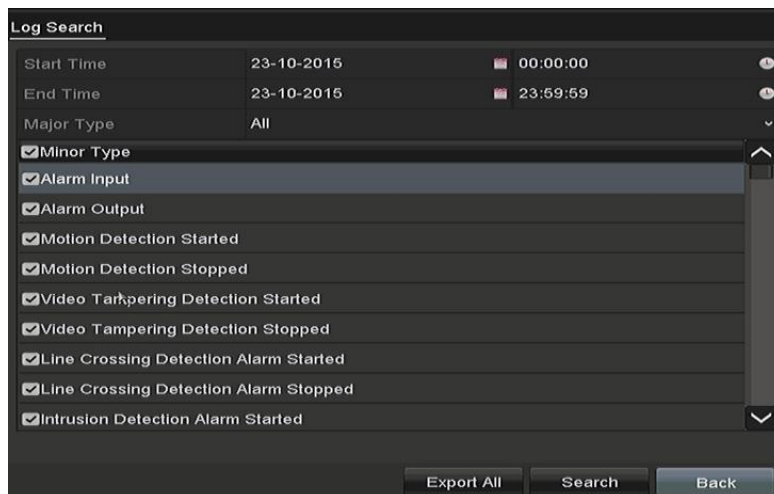 Log Search
Start Time 23-10-2015 00:00:00
End Time 23-10-2015 23:59:59
Major Type All
Minor Type
Alarm Input
Alarm Output
Motion Detection Started
Motion Detection Stopped
Video Tampering Detection Started
Video Tampering Detection Stopped
Line Crossing Detection Alarm Started
Line Crossing Detection Alarm Stopped
Intrusion Detection Alarm Started
Export All Search Back